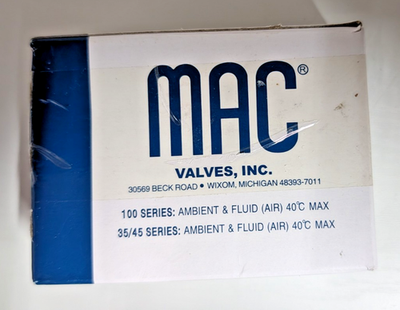 MAC®
VALVES, INC.
30569 BECK ROAD • WIXOM, MICHIGAN 48393-7011
100 SERIES: AMBIENT & FLUID (AIR) 40°C MAX
35/45 SERIES: AMBIENT & FLUID (AIR) 40°C MAX